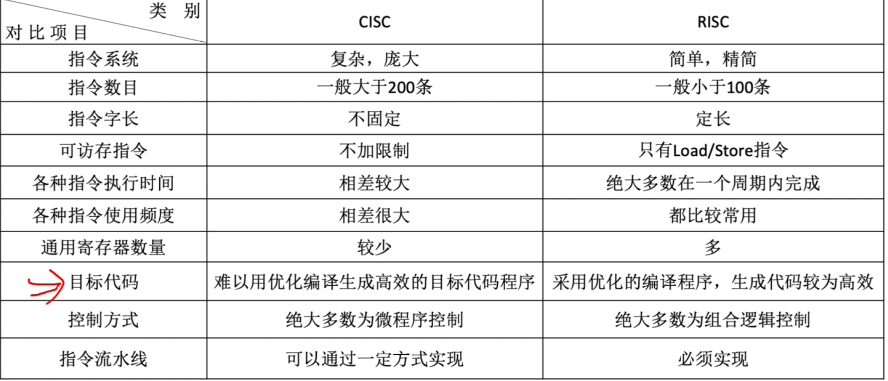 类 别
对 比 项 目
CISC
RISC
指令系统
复杂，庞大
简单，精简
指令数目
一般大于200条
一般小于100条
指令字长
不固定
定长
可访存指令
不加限制
只有Load/Store指令
各种指令执行时间
相差较大
绝大多数在一个周期内完成
各种指令使用频度
相差很大
都比较常用
通用寄存器数量
较少
多
目标代码
难以用优化编译生成高效的目标代码程序
采用优化的编译程序，生成代码较为高效
控制方式
绝大多数为微程序控制
绝大多数为组合逻辑控制
指令流水线
可以通过一定方式实现
必须实现